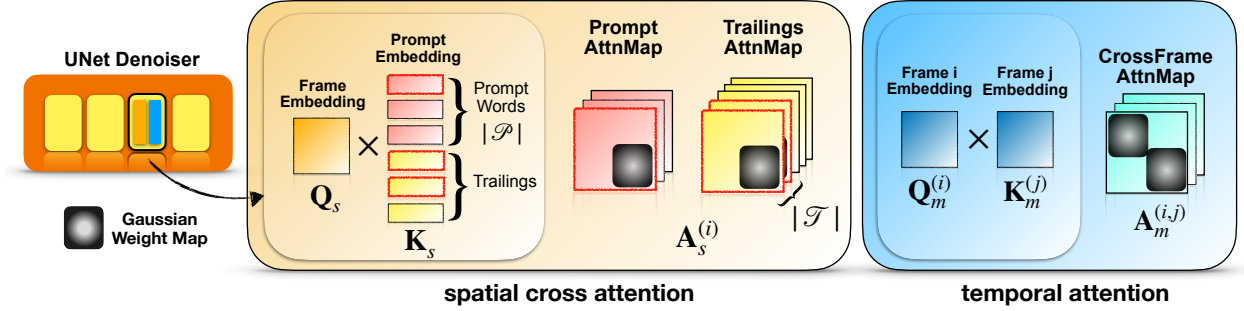 UNet Denoiser
Gaussian
Weight Map
Frame
Embedding
Q_s
×
Prompt
Embedding
K_s
Prompt
Words
|𝒫|
Trailings
Prompt
AttnMap
Trailings
AttnMap
A_s^(i)
|𝒯|
spatial cross attention
Frame i
Embedding
Q_m^(i)
×
Frame j
Embedding
K_m^(j)
CrossFrame
AttnMap
A_m^(i,j)
temporal attention